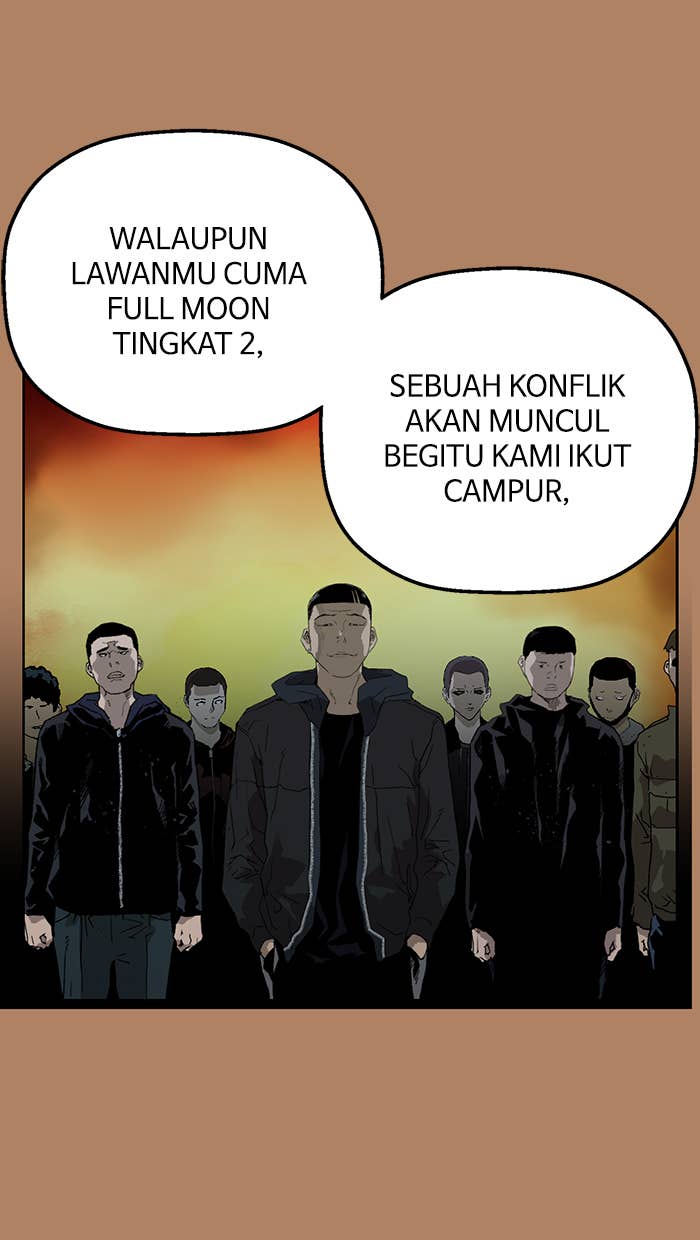 WALAUPUN
LAWANMU CUMA
FULL MOON
TINGKAT 2,
SEBUAH KONFLIK
AKAN MUNCUL
BEGITU KAMI IKUT
CAMPUR,